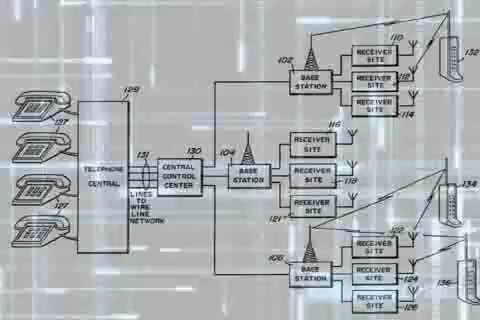 110
RECEIVER
SITE
102
132
BASE
STATION
112
RECEIVER
SITE
114
RECEIVER
SITE
129
127
116
RECEIVER
SITE
131
130
104
TELEPHONE
CENTRAL
CENTRAL
CONTROL
CENTER
BASE
STATION
RECEIVER
SITE
118
134
127
LINES
TO
WIRE
LINE
NETWORK
121
RECEIVER
SITE
RECEIVER
SITE
106
BASE
STATION
RECEIVER
SITE
124
136
RECEIVER
SITE
126